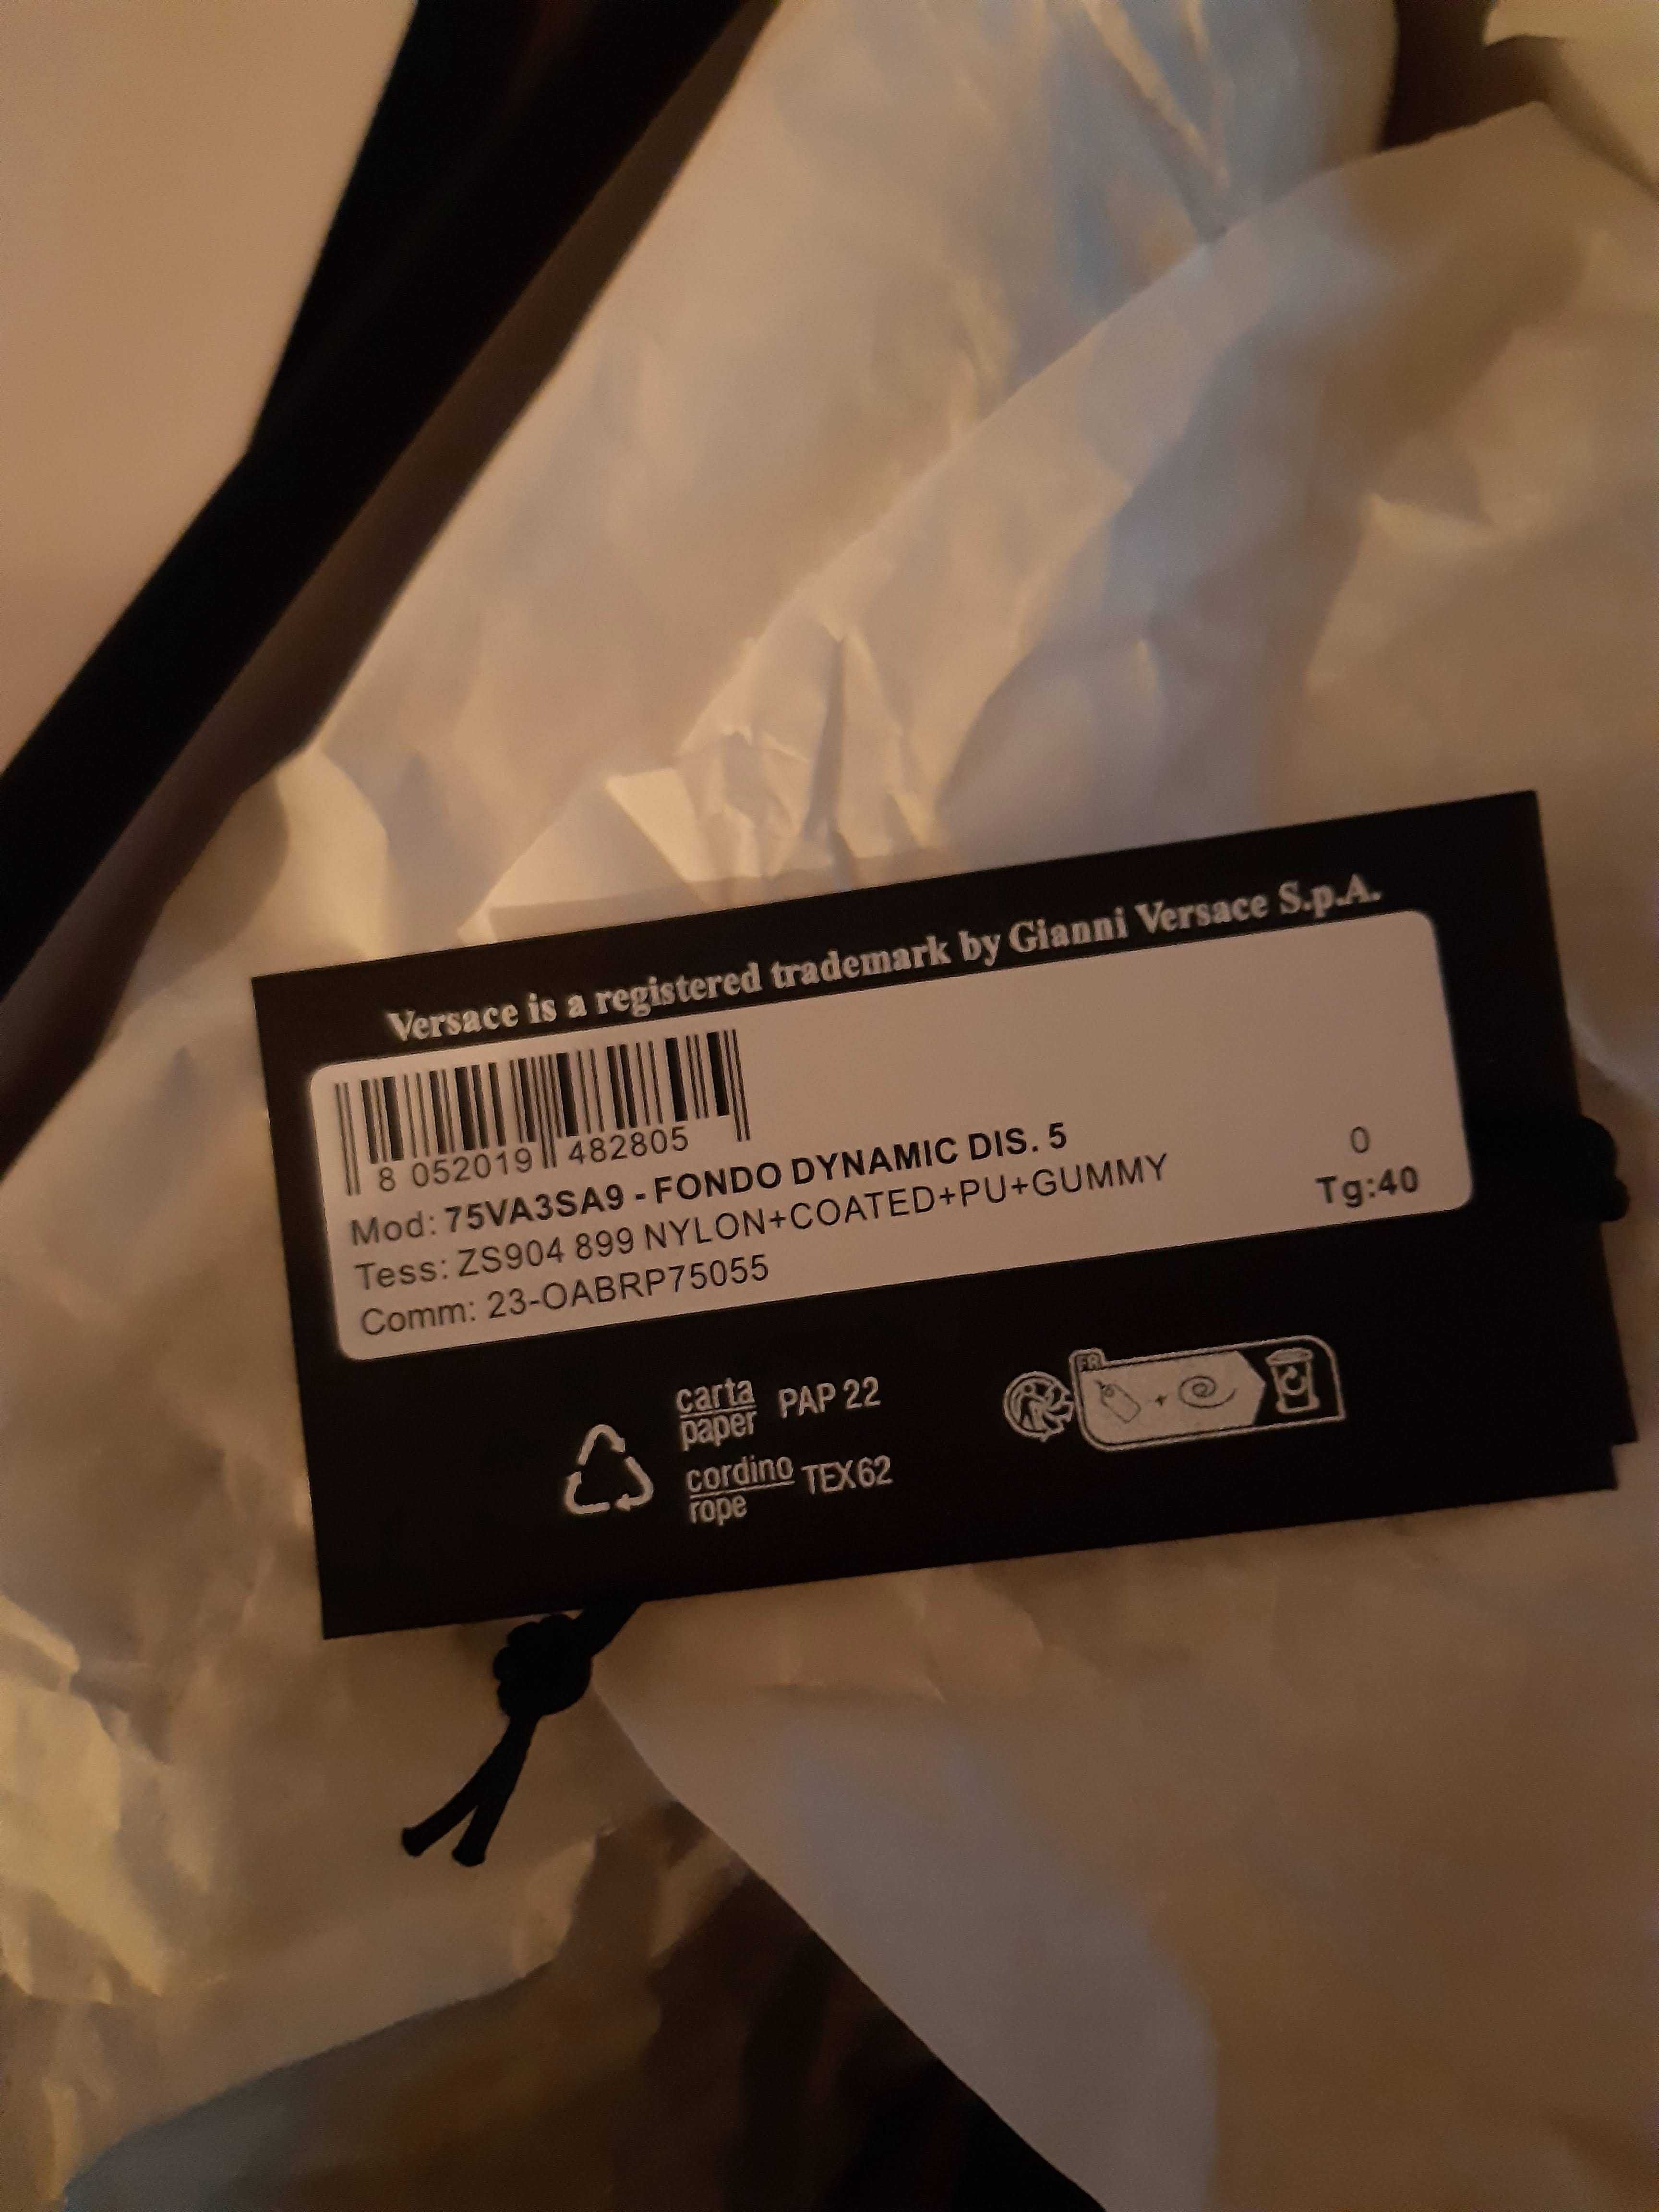 Versace is a registered trademark by Gianni Versace S.p.A.
8 052019 482805
Mod: 75VA3SA9 - FONDO DYNAMIC DIS. 5
Tess: ZS904 899 NYLON+COATED+PU+GUMMY
0
Comm: 23-OABRP75055
Tg:40
carta
paper
PAP 22
cordino
rope
TEX62
FR